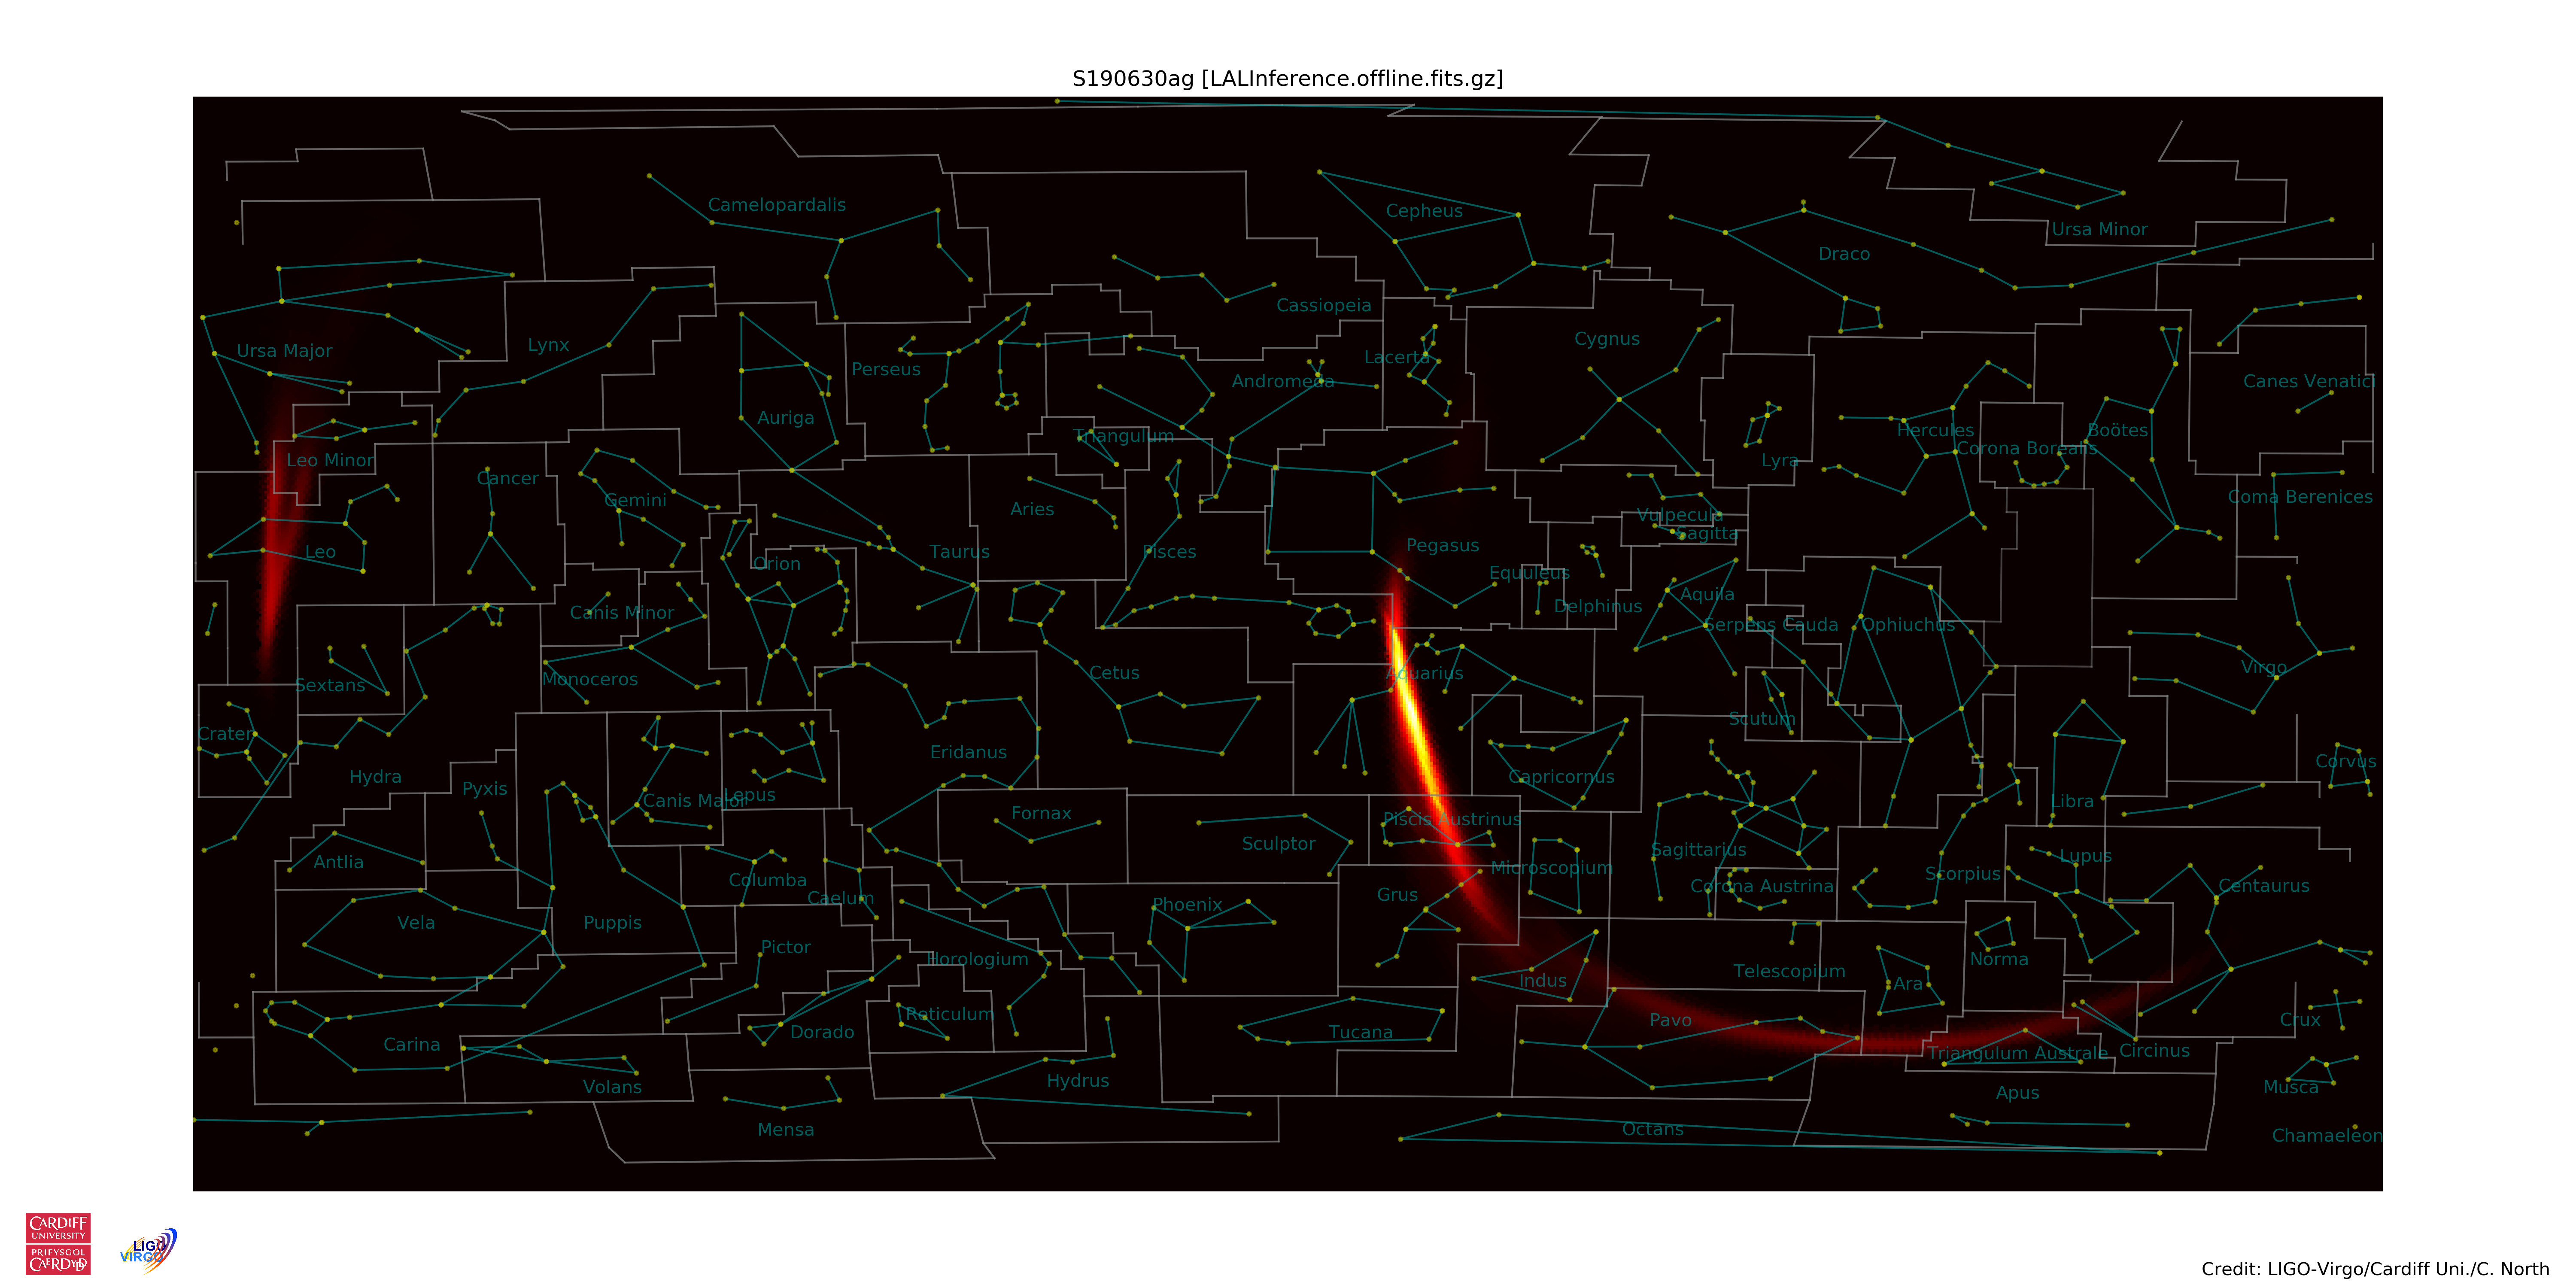 S190630ag [LALInference.offline.fits.gz]
Camelopardalis
Cepheus
Ursa Minor
Draco
Cassiopeia
Ursa Major
Lynx
Perseus
Auriga
Andromeda
Lacerta
Cygnus
Canes Venatici
Triangulum
Leo Minor
Lyra
Hercules
Corona Borealis
Boötes
Cancer
Gemini
Aries
Coma Berenices
Vulpecula
Sagitta
Leo
Orion
Taurus
Pisces
Pegasus
Equuleus
Delphinus
Aquila
Canis Minor
Serpens Cauda
Ophiuchus
Virgo
Sextans
Monoceros
Cetus
Aquarius
Scutum
Crater
Hydra
Pyxis
Canis Major
Lepus
Eridanus
Fornax
Capricornus
Libra
Corvus
Piscis Austrinus
Antlia
Columba
Caelum
Sculptor
Microscopium
Sagittarius
Corona Austrina
Scorpius
Lupus
Centaurus
Vela
Puppis
Pictor
Phoenix
Grus
Horologium
Indus
Telescopium
Ara
Norma
Reticulum
Carina
Dorado
Tucana
Pavo
Triangulum Australe
Circinus
Crux
Volans
Hydrus
Apus
Musca
Mensa
Octans
Chamaeleon
CARDIFF
UNIVERSITY
PRIFYSGOL
CAERDYDD
LIGO
VIRGO
Credit: LIGO-Virgo/Cardiff Uni./C. North